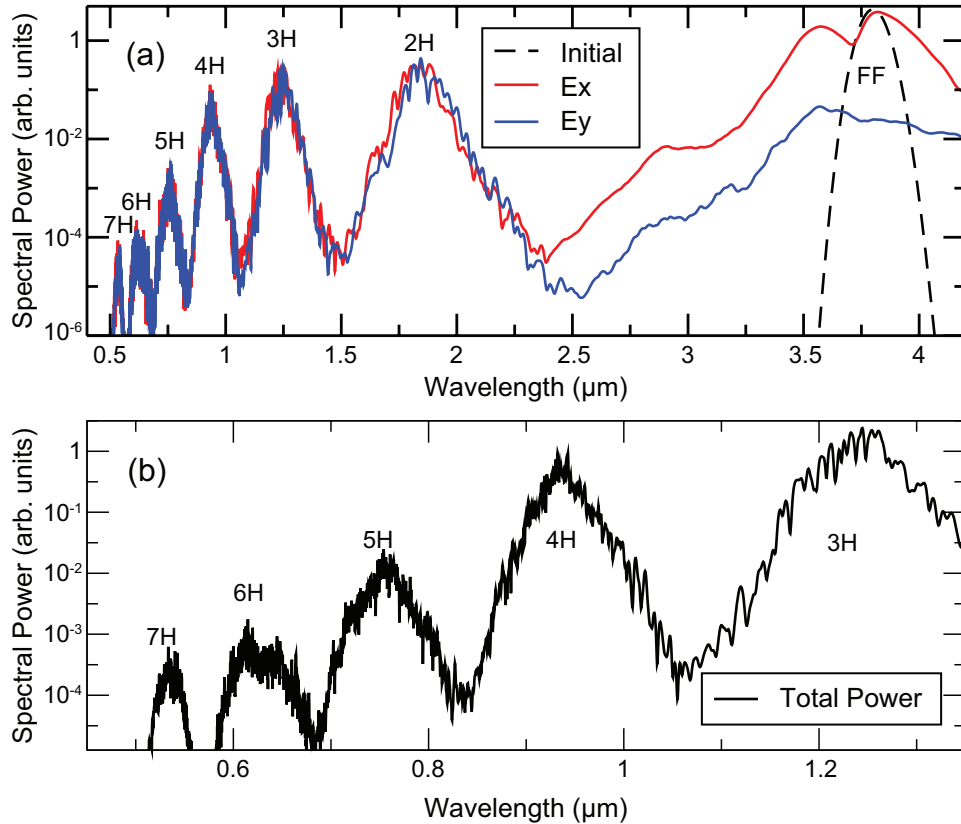 (a)
Spectral Power (arb. units)
1
10-2
10-4
10-6
7H
6H
5H
4H
3H
2H
FF
Initial
Ex
Ey
0.5 1 1.5 2 2.5 3 3.5 4
Wavelength (µm)
(b)
Spectral Power (arb. units)
1
10-1
10-2
10-3
10-4
7H
6H
5H
4H
3H
Total Power
0.6 0.8 1 1.2
Wavelength (µm)